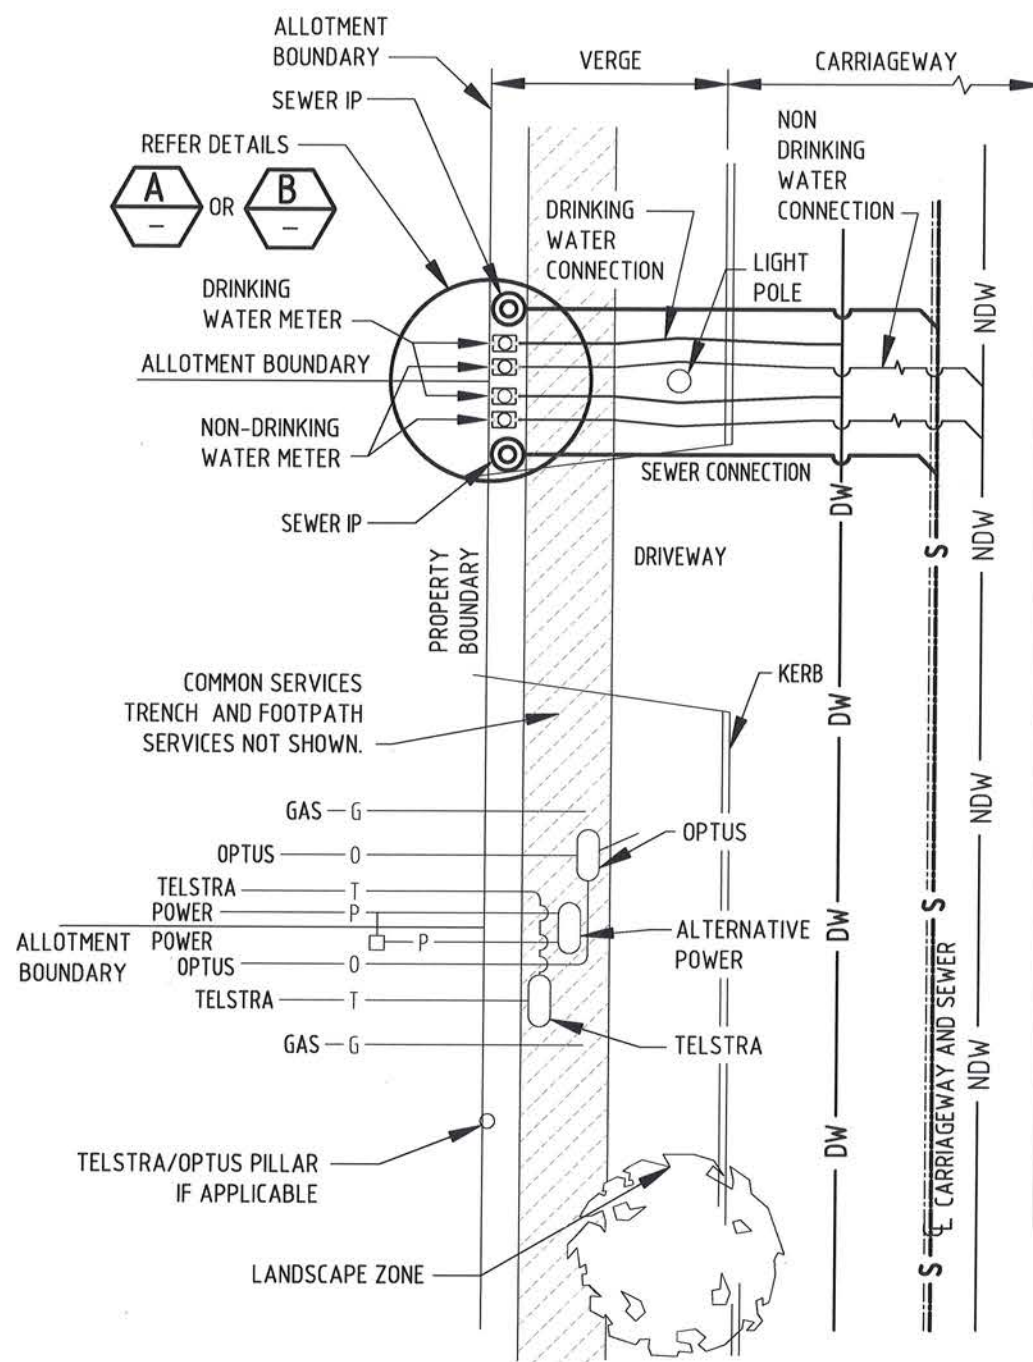 ALLOTMENT
BOUNDARY
VERGE
CARRIAGEWAY
SEWER IP
NON
DRINKING
WATER
CONNECTION
REFER DETAILS
A
-
OR
B
-
DRINKING
WATER
CONNECTION
LIGHT
POLE
DRINKING
WATER METER
NDW
ALLOTMENT BOUNDARY
NON-DRINKING
WATER METER
SEWER CONNECTION
DW
SEWER IP
S
NDW
DRIVEWAY
PROPERTY
BOUNDARY
COMMON SERVICES
TRENCH AND FOOTPATH
SERVICES NOT SHOWN.
KERB
DW
NDW
GAS G
OPTUS O
OPTUS
TELSTRA T
POWER P
ALLOTMENT
BOUNDARY
POWER P
OPTUS O
ALTERNATIVE
POWER
DW
S
TELSTRA T
GAS G
TELSTRA
NDW
DW
℄ CARRIAGEWAY AND SEWER
TELSTRA/OPTUS PILLAR
IF APPLICABLE
LANDSCAPE ZONE
S